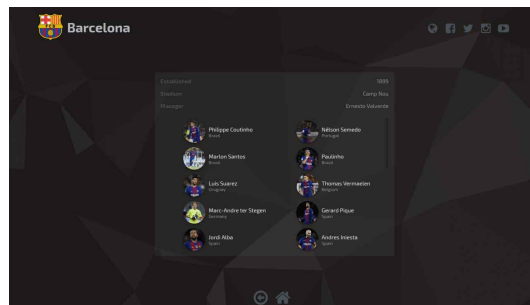 Barcelona
Established 1899
Stadium Camp Nou
Manager Ernesto Valverde
Philippe Coutinho
Brazil
Nélson Semedo
Portugal
Marlon Santos
Brazil
Paulinho
Brazil
Luis Suarez
Uruguay
Thomas Vermaelen
Belgium
Marc-Andre ter Stegen
Germany
Gerard Pique
Spain
Jordi Alba
Spain
Andres Iniesta
Spain